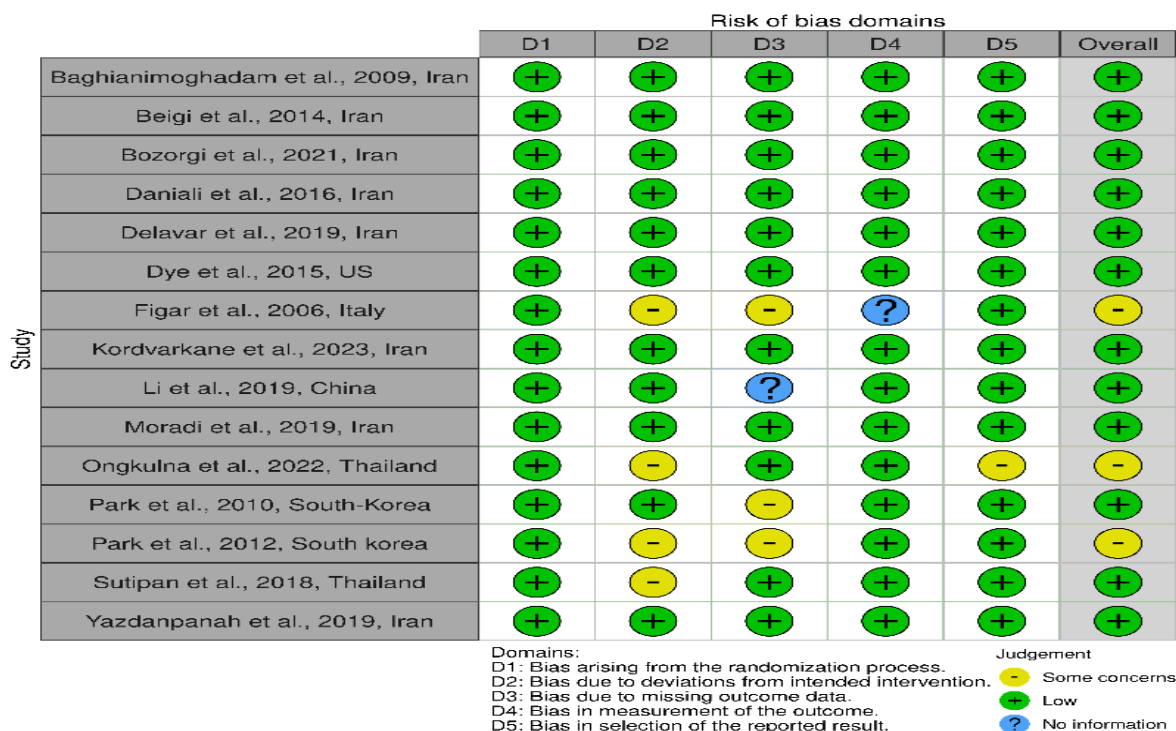 Risk of bias domains
D1 D2 D3 D4 D5 Overall
Study
Baghianimoghadam et al., 2009, Iran + + + + + +
Beigi et al., 2014, Iran + + + + + +
Bozorgi et al., 2021, Iran + + + + + +
Daniali et al., 2016, Iran + + + + + +
Delavar et al., 2019, Iran + + + + + +
Dye et al., 2015, US + + + + + +
Figar et al., 2006, Italy + - - ? + -
Kordvarkane et al., 2023, Iran + + + + + +
Li et al., 2019, China + + ? + + +
Moradi et al., 2019, Iran + + + + + +
Ongkulna et al., 2022, Thailand + - + + - -
Park et al., 2010, South-Korea + + - + + +
Park et al., 2012, South korea + - - + + -
Sutipan et al., 2018, Thailand + - + + + +
Yazdanpanah et al., 2019, Iran + + + + + +
Domains:
D1: Bias arising from the randomization process.
D2: Bias due to deviations from intended intervention.
D3: Bias due to missing outcome data.
D4: Bias in measurement of the outcome.
D5: Bias in selection of the reported result.
Judgement
- Some concerns
+ Low
? No information